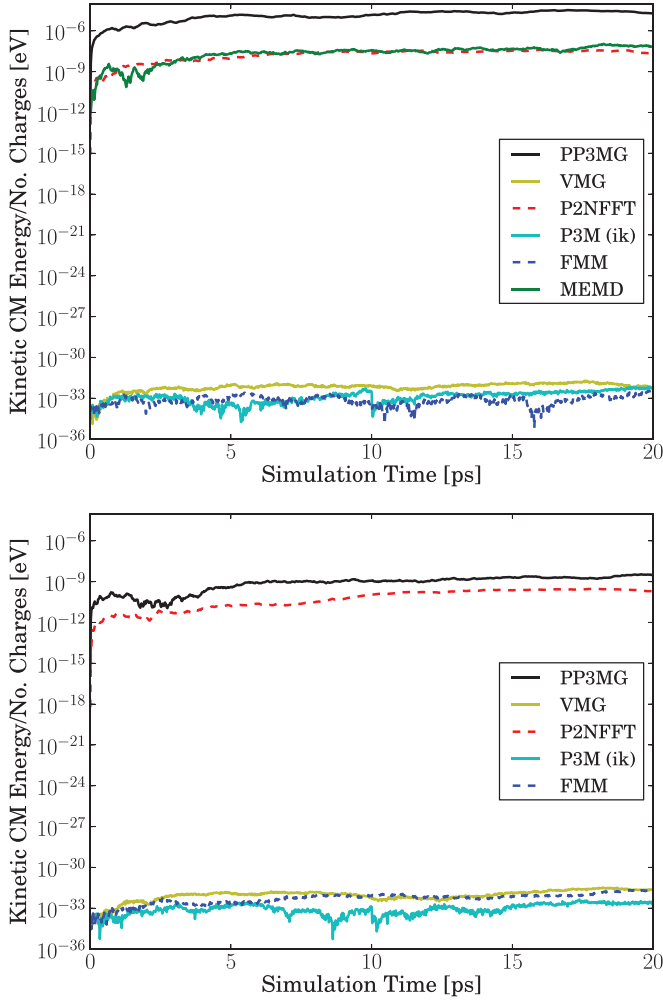 10^-6
10^-9
10^-12
10^-15
10^-18
10^-21
10^-24
10^-27
10^-30
10^-33
10^-36
Kinetic CM Energy/No. Charges [eV]
PP3MG
VMG
P2NFFT
P3M (ik)
FMM
MEMD
0 5 10 15 20
Simulation Time [ps]
10^-6
10^-9
10^-12
10^-15
10^-18
10^-21
10^-24
10^-27
10^-30
10^-33
10^-36
Kinetic CM Energy/No. Charges [eV]
PP3MG
VMG
P2NFFT
P3M (ik)
FMM
0 5 10 15 20
Simulation Time [ps]